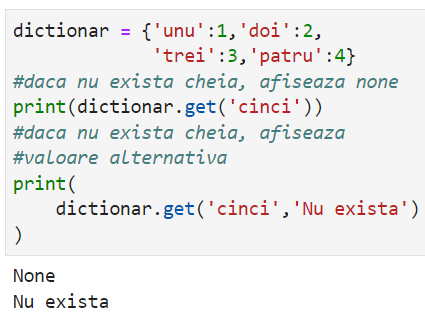 dictionar = {'unu':1,'doi':2,
            'trei':3,'patru':4}
#daca nu exista cheia, afiseaza none
print(dictionar.get('cinci'))
#daca nu exista cheia, afiseaza
#valoare alternativa
print(
    dictionar.get('cinci','Nu exista')
)
None
Nu exista